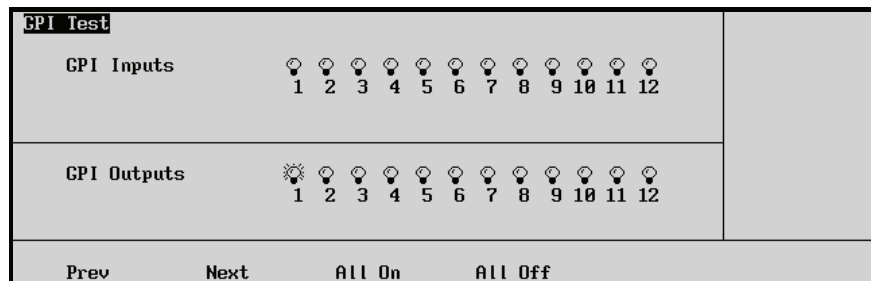 GPI Test
GPI Inputs
1 2 3 4 5 6 7 8 9 10 11 12
GPI Outputs
1 2 3 4 5 6 7 8 9 10 11 12
Prev Next All On All Off